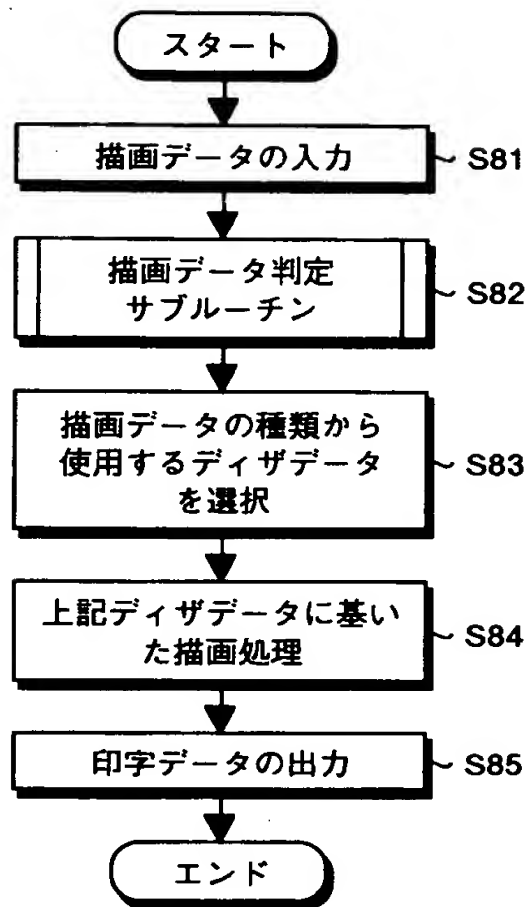 スタート
描画データの入力 ~ S81
描画データ判定
サブルーチン ~ S82
描画データの種類から
使用するディザデータ ~ S83
を選択
上記ディザデータに基い
た描画処理 ~ S84
印字データの出力 ~ S85
エンド